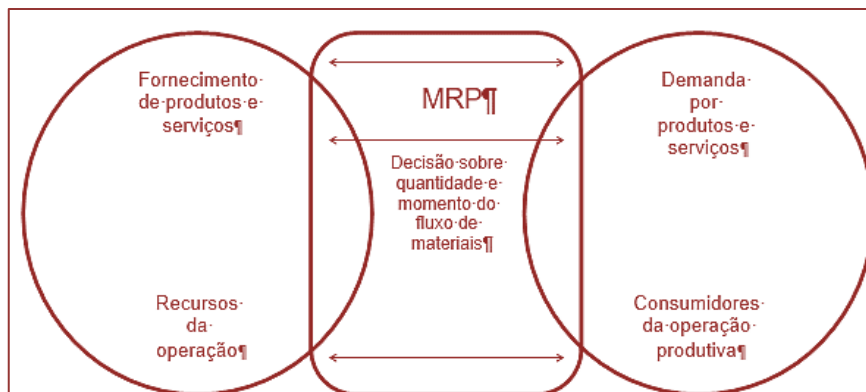 Fornecimento·
de·produtos·e·
serviços¶
MRP¶
Demanda·
por·
produtos·e·
serviços¶
Decisão·sobre·
quantidade·e·
momento·do·
fluxo·de·
materiais¶
Recursos·
da·
operação¶
Consumidores·
da·operação·
produtiva¶